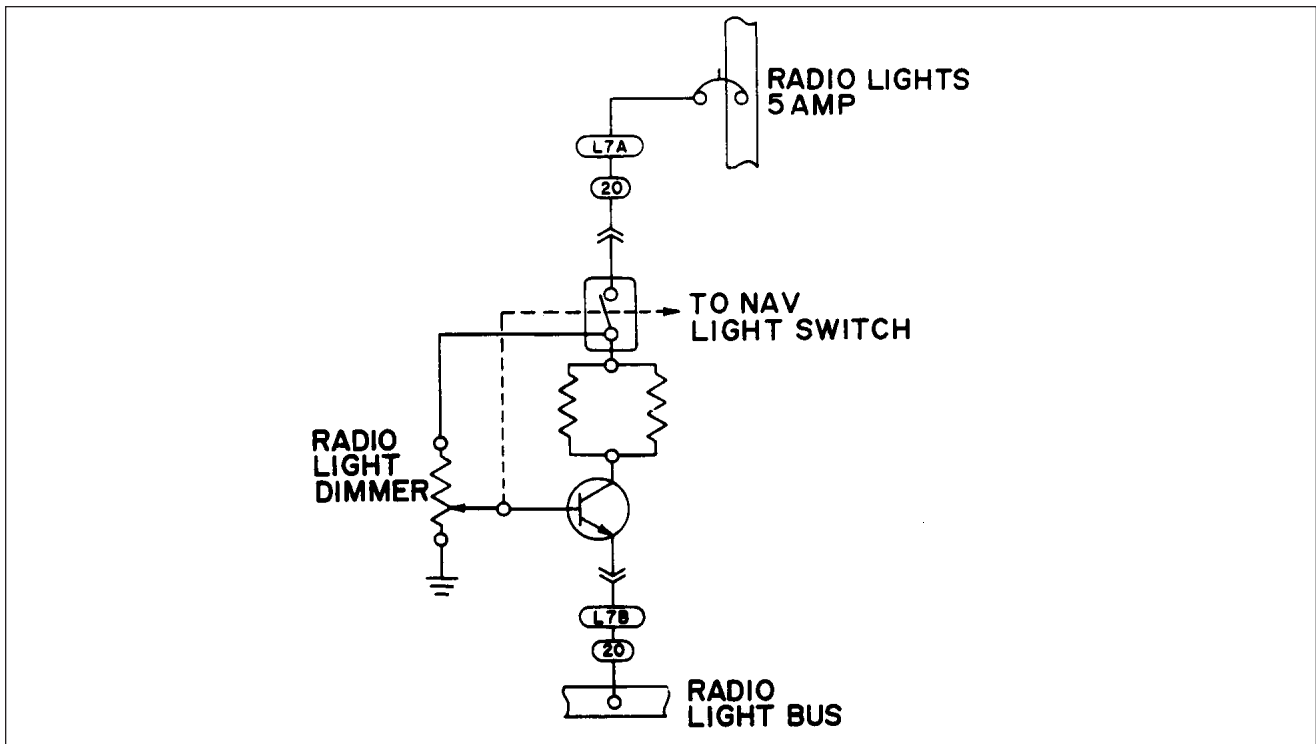 RADIO LIGHTS
5 AMP
L7A
20
TO NAV
LIGHT SWITCH
RADIO
LIGHT
DIMMER
L7B
20
RADIO
LIGHT BUS